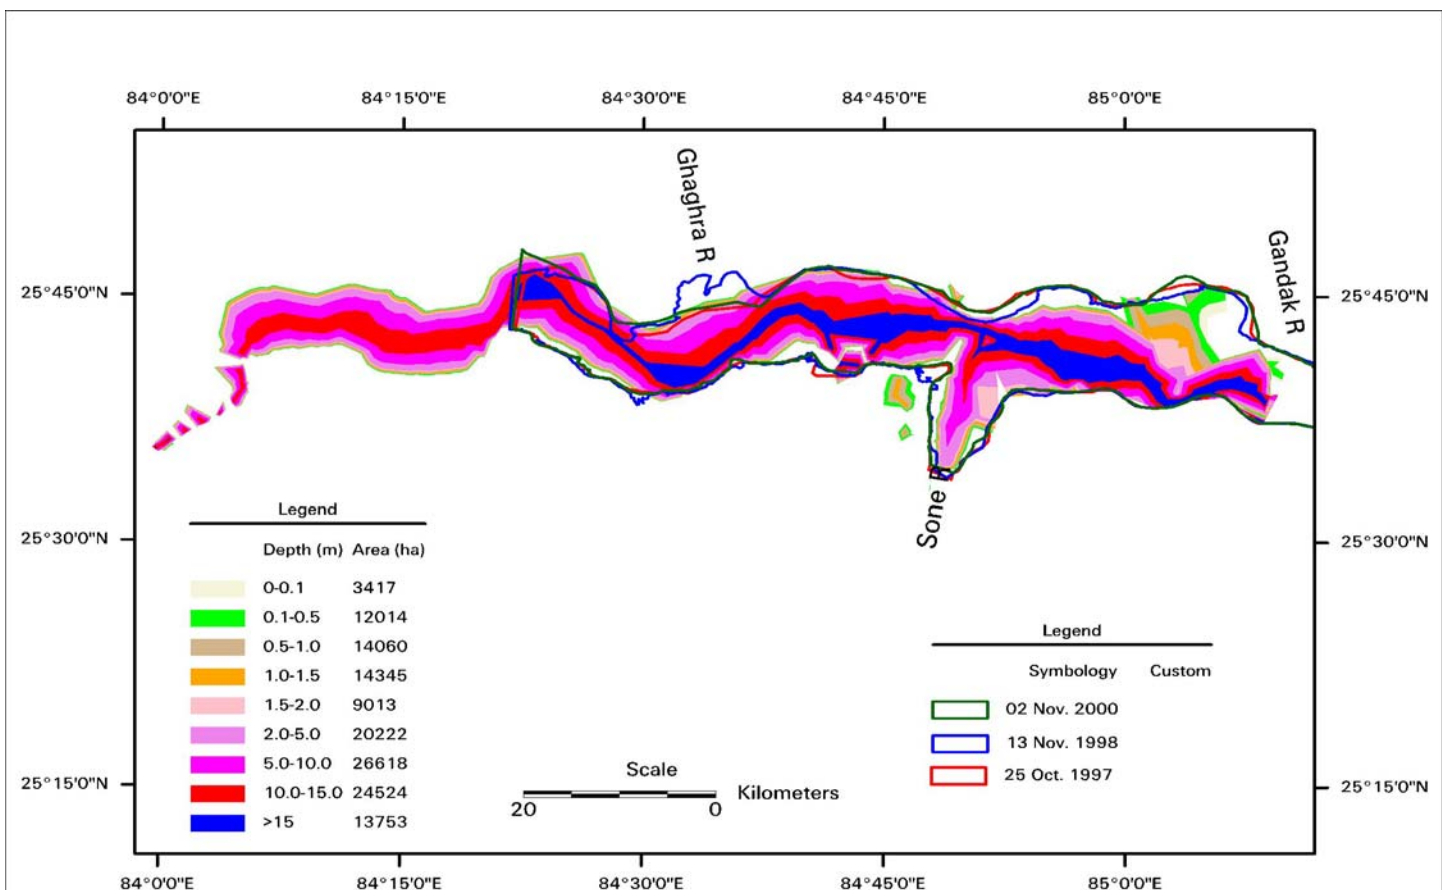 84°0'0"E 84°15'0"E 84°30'0"E 84°45'0"E 85°0'0"E
Ghaghra R
Gandak R
25°45'0"N 25°45'0"N
Sone R
Legend
25°30'0"N 25°30'0"N
Depth (m) Area (ha)
0-0.1 3417
0.1-0.5 12014
0.5-1.0 14060
1.0-1.5 14345
1.5-2.0 9013
2.0-5.0 20222
5.0-10.0 26618
10.0-15.0 24524
>15 13753
Legend
Symbology Custom
02 Nov. 2000
13 Nov. 1998
25 Oct. 1997
Scale
Kilometers
20 0
25°15'0"N 25°15'0"N
84°0'0"E 84°15'0"E 84°30'0"E 84°45'0"E 85°0'0"E